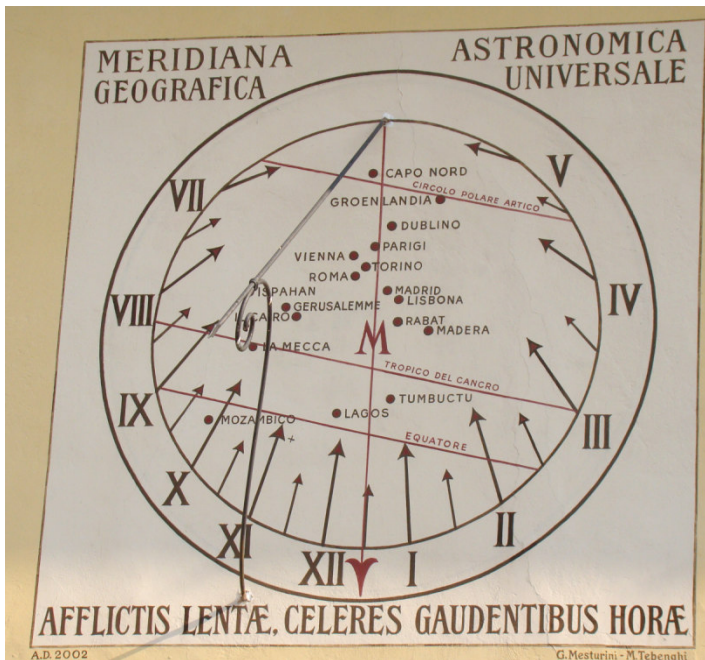 MERIDIANA
GEOGRAFICA
ASTRONOMICA
UNIVERSALE
CAPO NORD
CIRCOLO POLARE ARTICO
GROENLANDIA
DUBLINO
PARIGI
VIENNA
TORINO
ROMA
ISPAHAN
MADRID
LISBONA
GERUSALEMME
IL CAIRO
RABAT
MADERA
M
LA MECCA
TROPICO DEL CANCRO
TUMBUCTU
LAGOS
MOZAMBICO
EQUATORE
VII
VIII
IX
X
XI
XII
I
II
III
IV
V
AFFLICTIS LENTÆ, CELERES GAUDENTIBUS HORÆ
A.D. 2002
G. Mesturini - M. Tebenghi